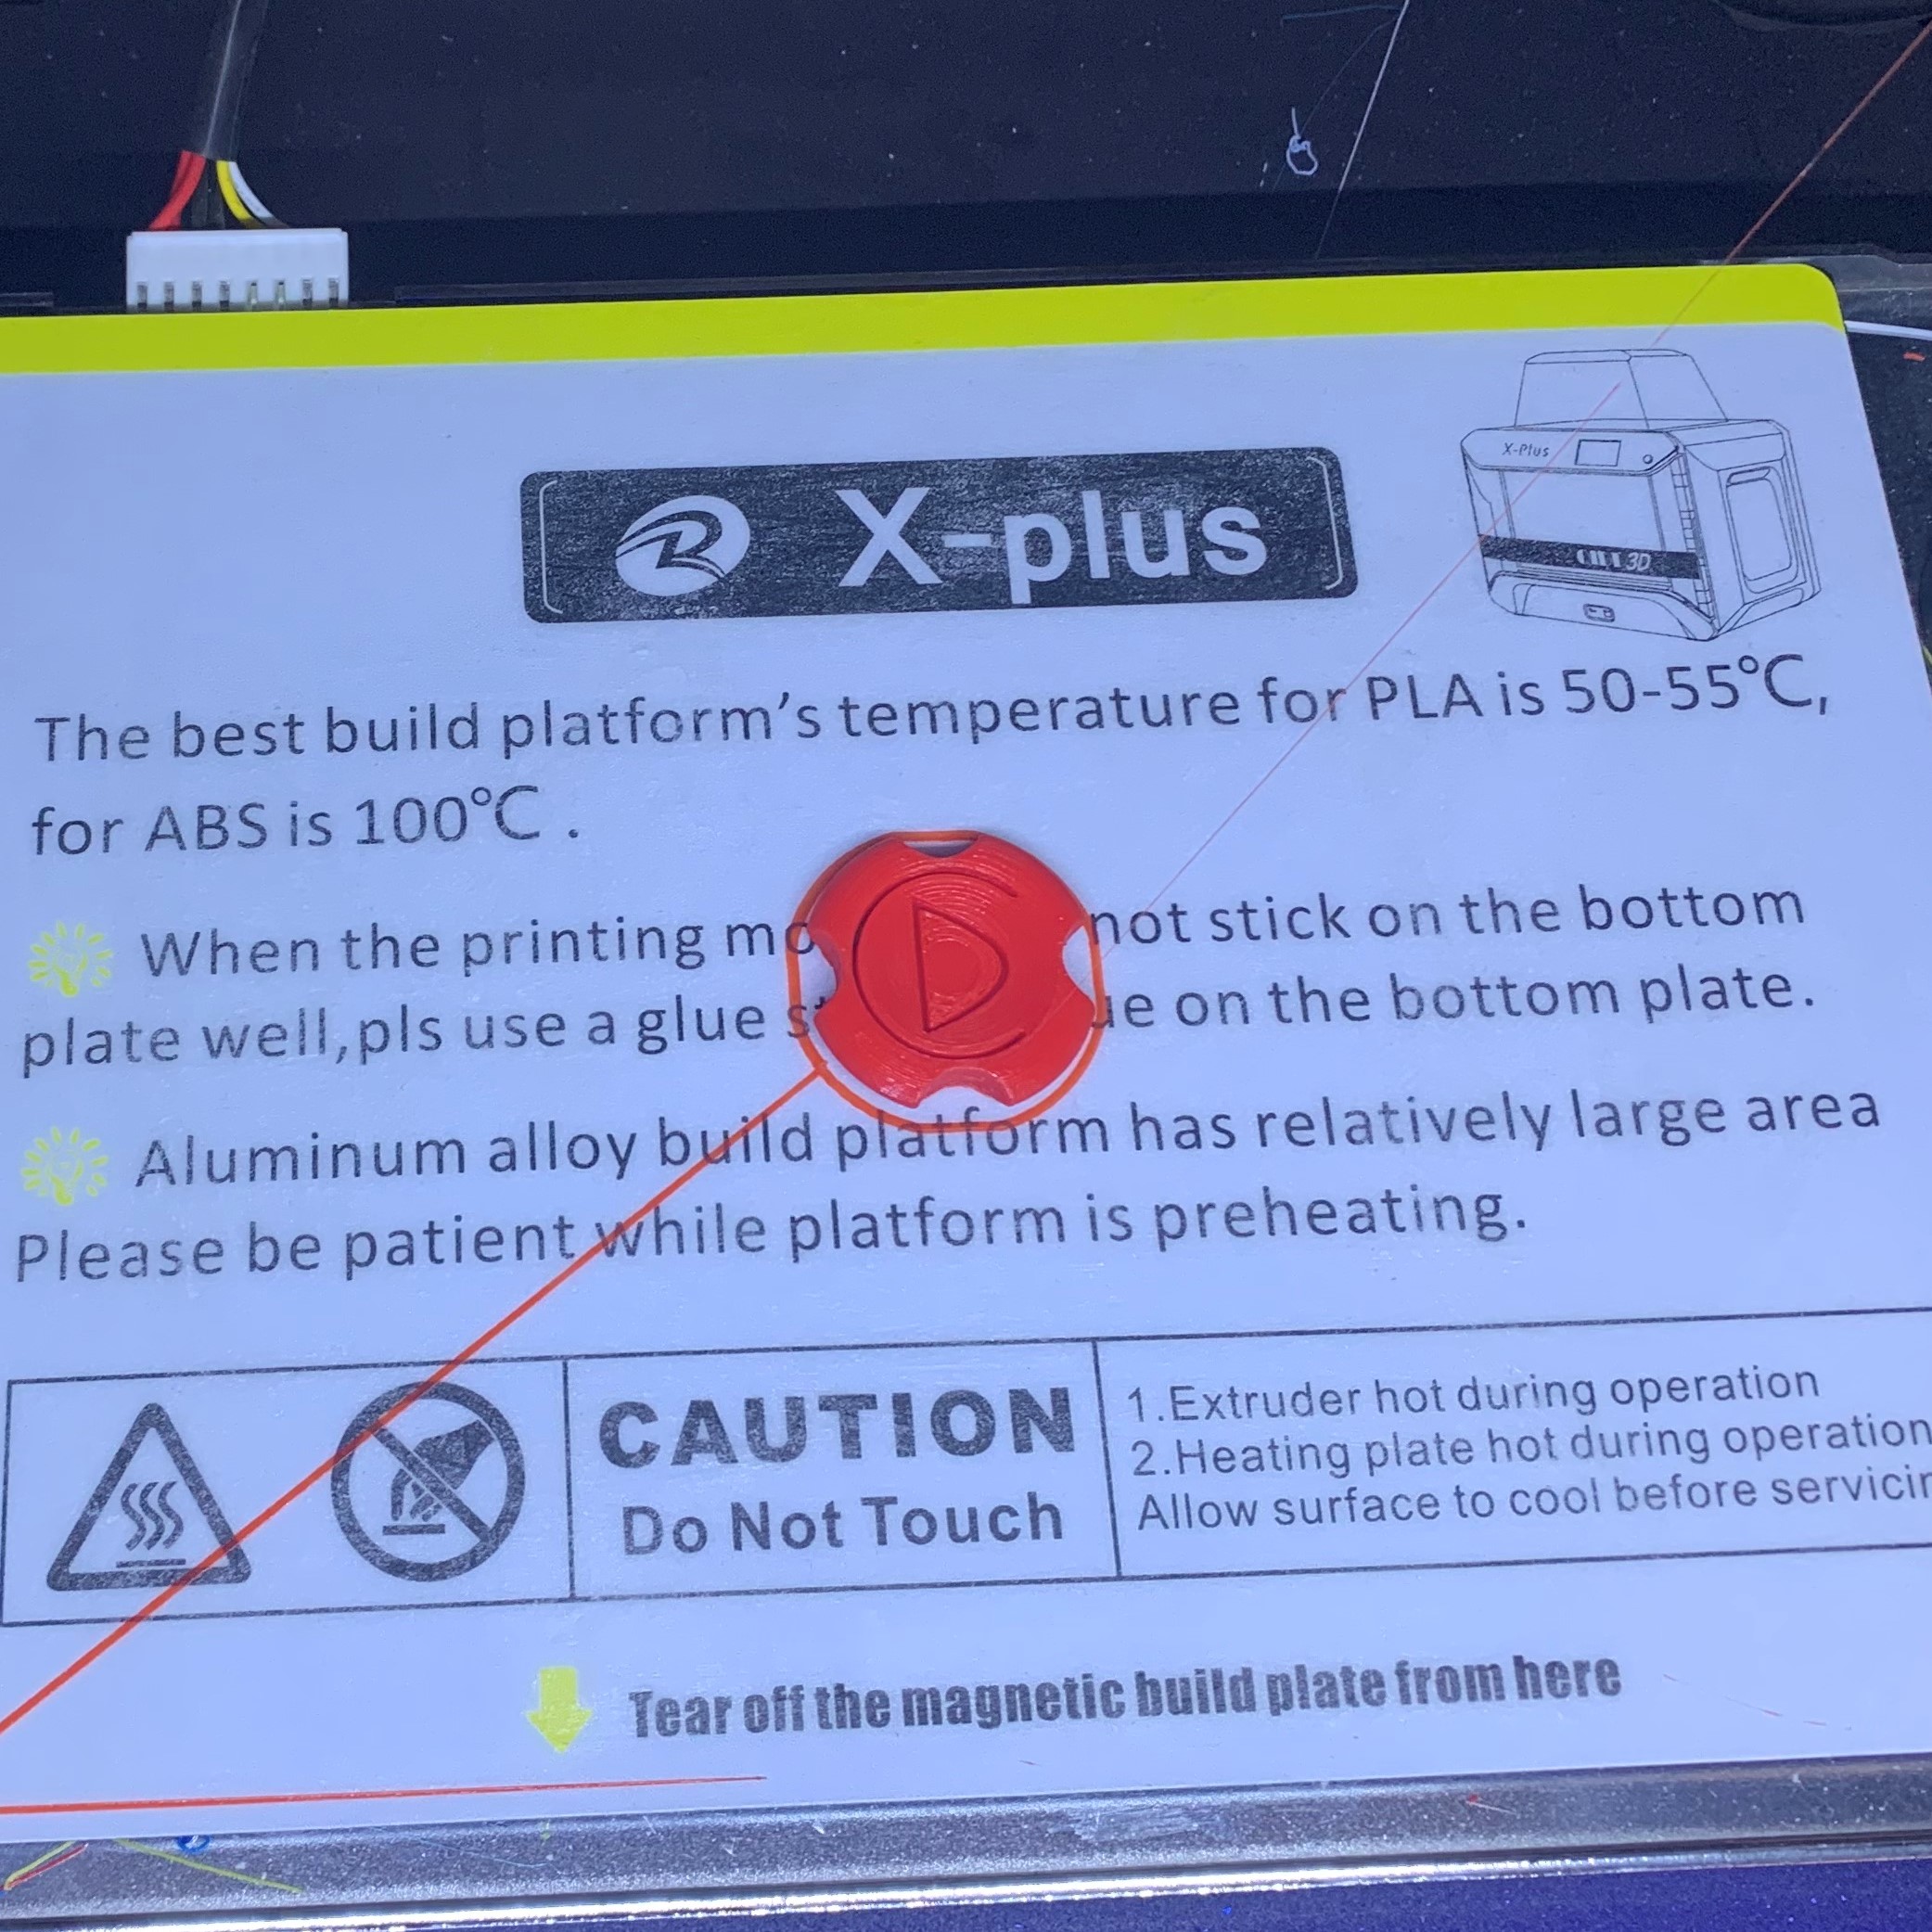 X-plus
X-Plus
3D
The best build platform's temperature for PLA is 50-55℃,
for ABS is 100℃ .
When the printing not stick on the bottom
plate well,pls use a glue on the bottom plate.
Aluminum alloy build platform has relatively large area
Please be patient while platform is preheating.
CAUTION
Do Not Touch
1.Extruder hot during operation
2.Heating plate hot during operation
Allow surface to cool before
Tear off the magnetic build plate from here